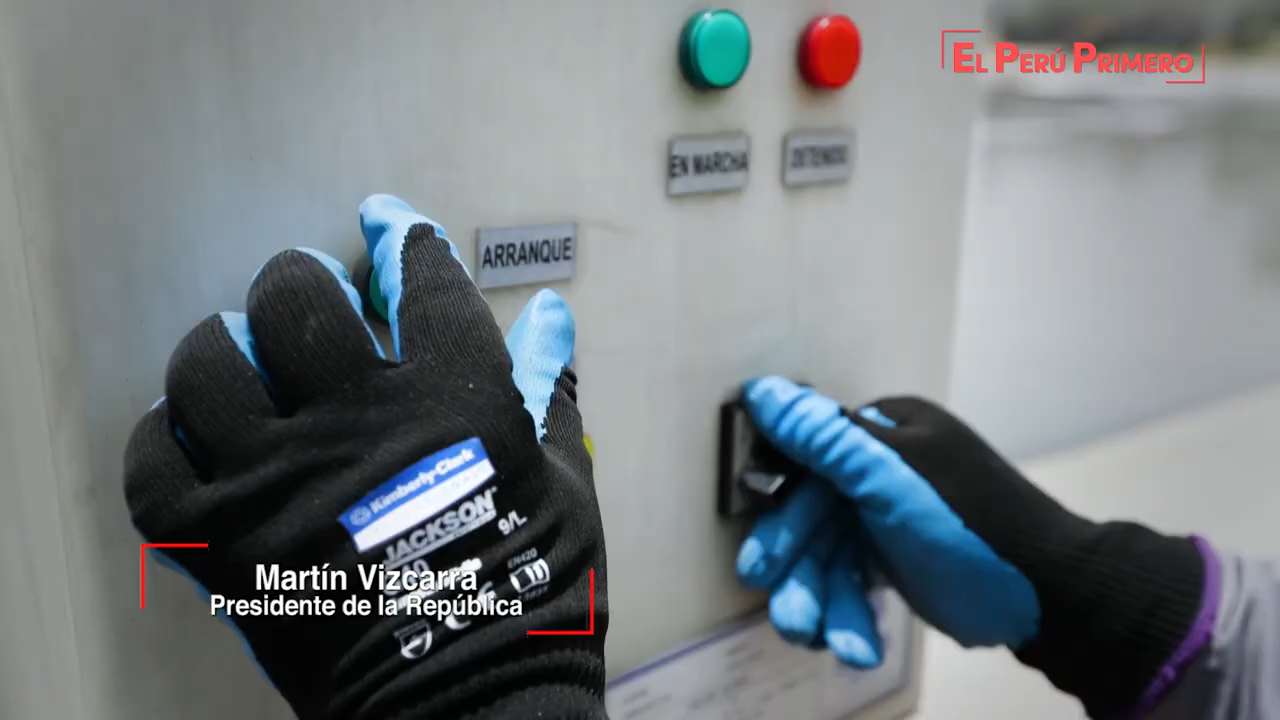 EL PERÚ PRIMERO
EN MARCHA
DETENIDO
ARRANQUE
Kimberly-Clark
JACKSON
9/L
EN420
Martín Vizcarra
Presidente de la República